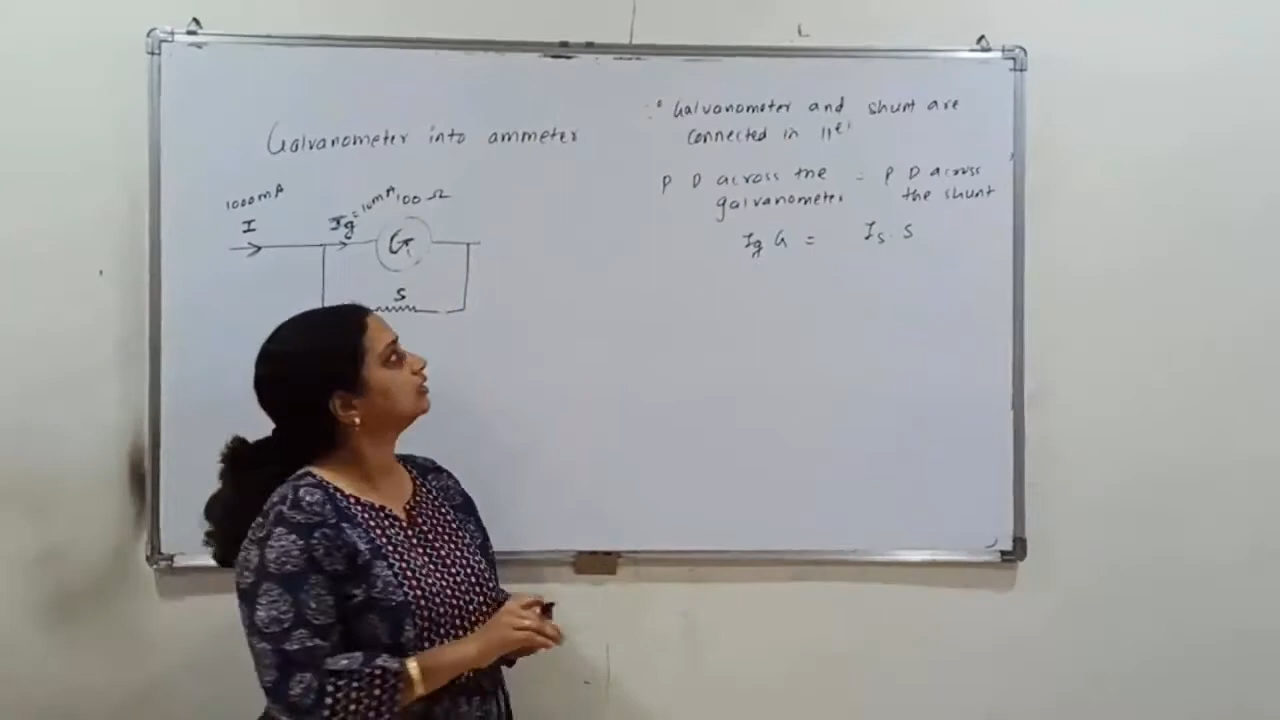 Galvanometer into ammeter
1000mA
I
Ig =10mA 100 Ω
G
S
∴ Galvanometer and shunt are
connected in ||el
P D across the = P D across
galvanometer the shunt
Ig G = Is . S